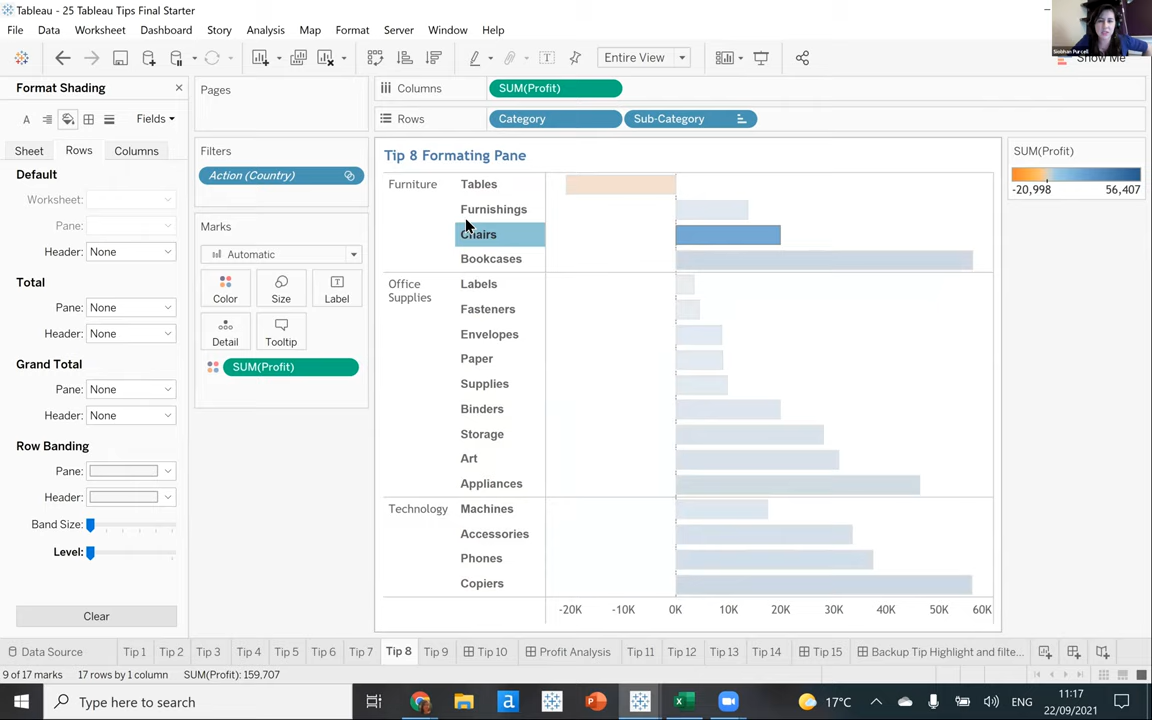 Tableau - 25 Tableau Tips Final Starter
File Data Worksheet Dashboard Story Analysis Map Format Server Window Help
Entire View
Show Me
Siobhan Purcell
Format Shading
Fields
Sheet Rows Columns
Default
Worksheet:
Pane:
Header: None
Total
Pane: None
Header: None
Grand Total
Pane: None
Header: None
Row Banding
Pane:
Header:
Band Size:
Level:
Clear
Pages
Filters
Action (Country)
Marks
Automatic
Color Size Label
Detail Tooltip
SUM(Profit)
Columns SUM(Profit)
Rows Category Sub-Category
Tip 8 Formating Pane
Furniture Tables
Furnishings
Chairs
Bookcases
Office Supplies Labels
Fasteners
Envelopes
Paper
Supplies
Binders
Storage
Art
Appliances
Technology Machines
Accessories
Phones
Copiers
-20K -10K 0K 10K 20K 30K 40K 50K 60K
SUM(Profit)
-20,998 56,407
Data Source Tip 1 Tip 2 Tip 3 Tip 4 Tip 5 Tip 6 Tip 7 Tip 8 Tip 9 Tip 10 Profit Analysis Tip 11 Tip 12 Tip 13 Tip 14 Tip 15 Backup Tip Highlight and filte...
9 of 17 marks 17 rows by 1 column SUM(Profit): 159,707
Type here to search
17°C
ENG
11:17
22/09/2021